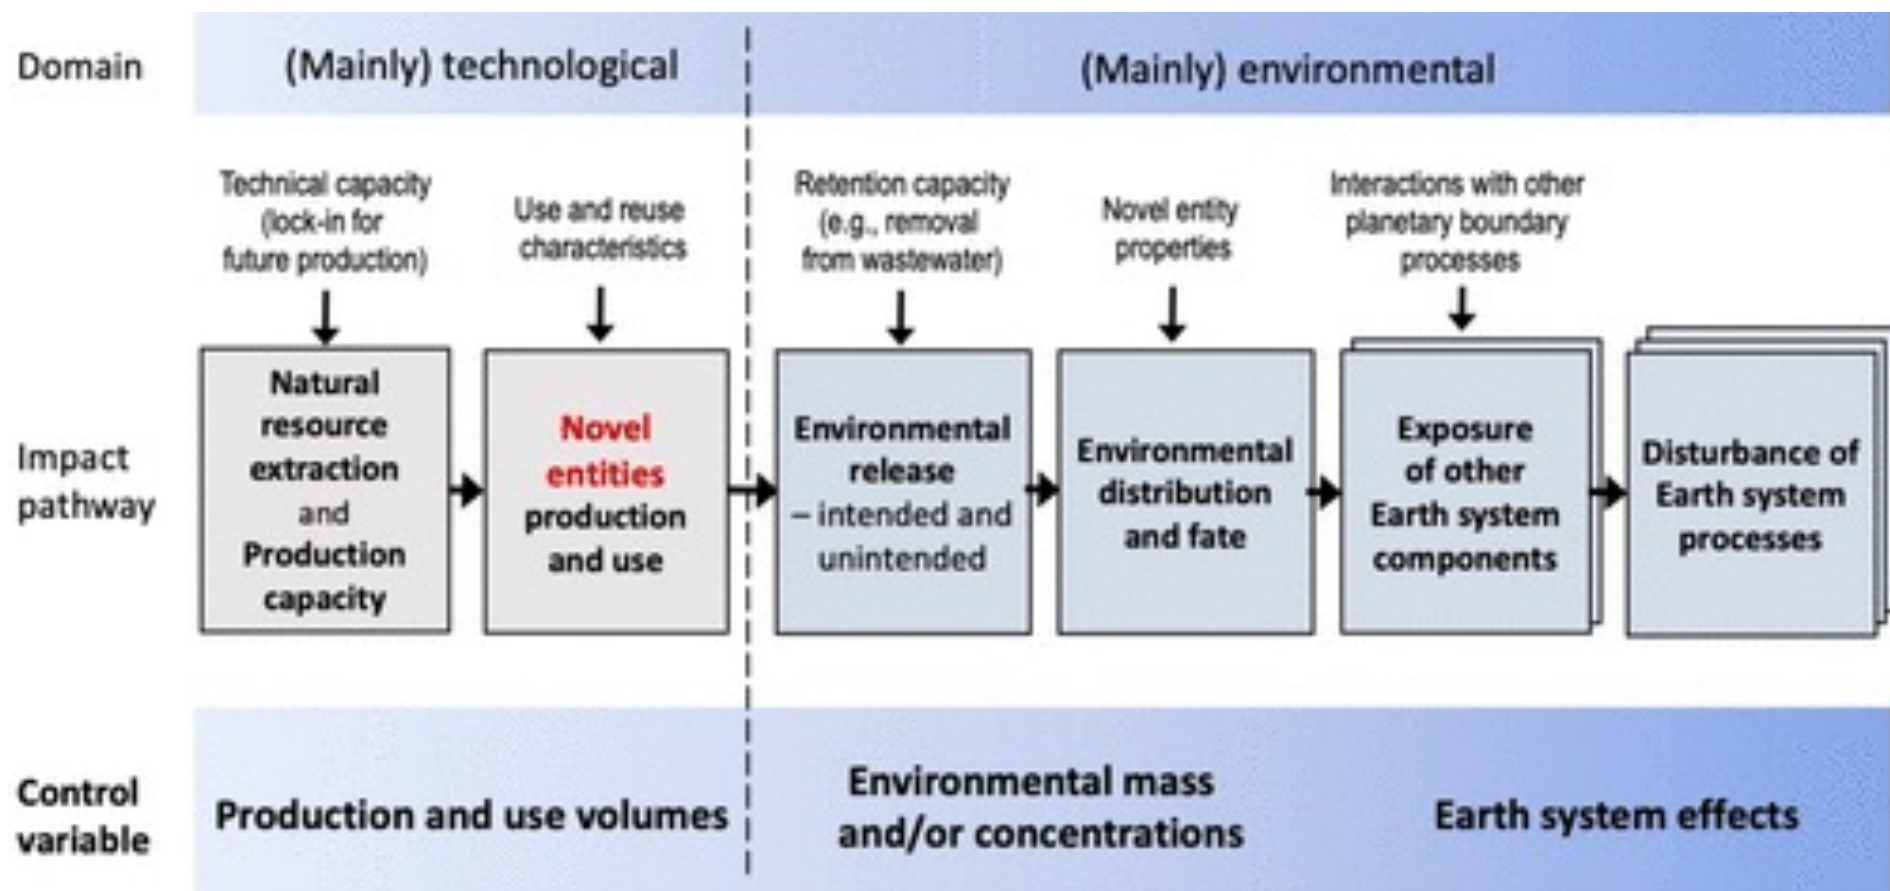 Domain
(Mainly) technological
(Mainly) environmental
Technical capacity
(lock-in for
future production)
Use and reuse
characteristics
Retention capacity
(e.g., removal
from wastewater)
Novel entity
properties
Interactions with other
planetary boundary
processes
Impact
pathway
Natural
resource
extraction
and
Production
capacity
Novel
entities
production
and use
Environmental
release
– intended and
unintended
Environmental
distribution
and fate
Exposure
of other
Earth system
components
Disturbance of
Earth system
processes
Control
variable
Production and use volumes
Environmental mass
and/or concentrations
Earth system effects